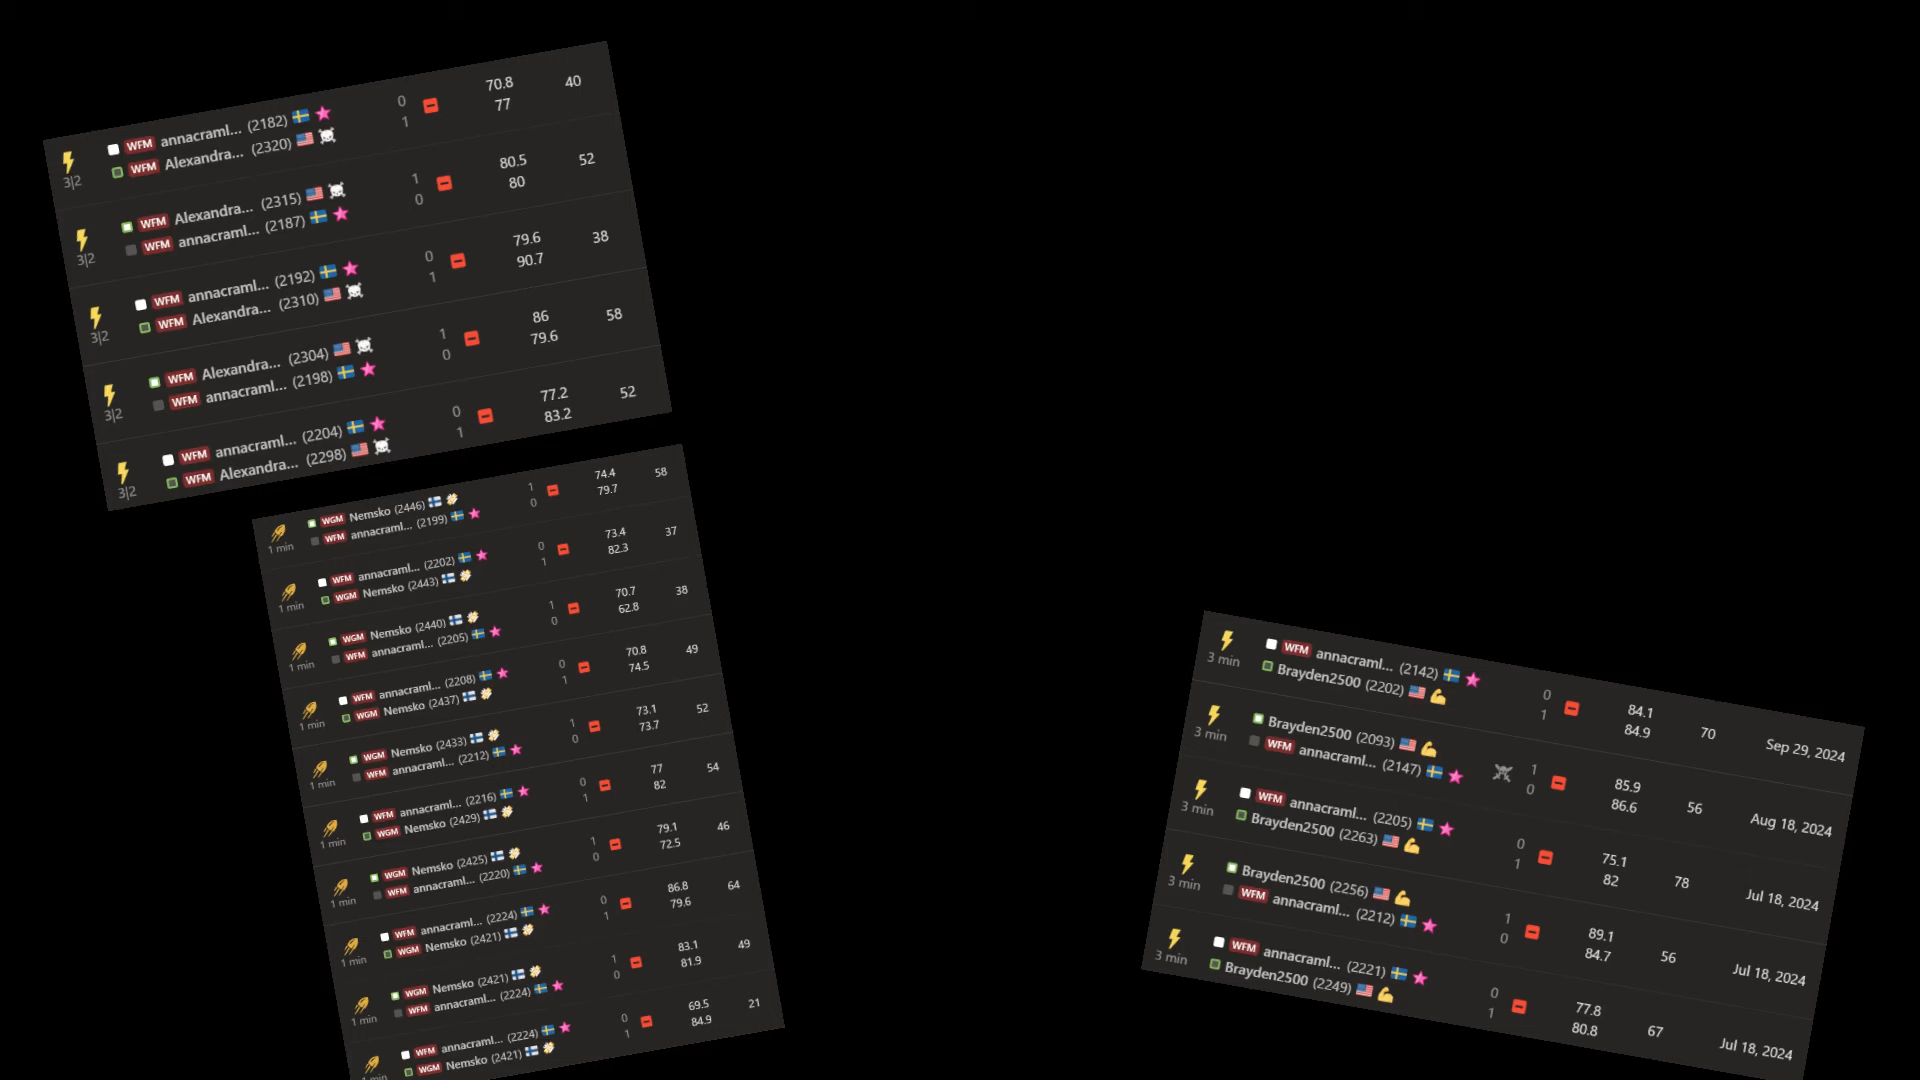 3|2
WFM annacraml... (2182) 0 70.8 40
WFM Alexandra... (2320) 1 77
3|2
WFM Alexandra... (2315) 1 80.5 52
WFM annacraml... (2187) 0 80
3|2
WFM annacraml... (2192) 0 79.6 38
WFM Alexandra... (2310) 1 90.7
3|2
WFM Alexandra... (2304) 1 86 58
WFM annacraml... (2198) 0 79.6
3|2
WFM annacraml... (2204) 0 77.2 52
WFM Alexandra... (2298) 1 83.2
1 min
WGM Nemsko (2446) 1 74.4 58
WFM annacraml... (2199) 0 79.7
1 min
WFM annacraml... (2202) 0 73.4 37
WGM Nemsko (2443) 1 82.3
1 min
WGM Nemsko (2440) 1 70.7 38
WFM annacraml... (2205) 0 62.8
1 min
WFM annacraml... (2208) 0 70.8 49
WGM Nemsko (2437) 1 74.5
1 min
WGM Nemsko (2433) 1 73.1 52
WFM annacraml... (2212) 0 73.7
1 min
WFM annacraml... (2216) 0 77 54
WGM Nemsko (2429) 1 82
1 min
WGM Nemsko (2425) 1 79.1 46
WFM annacraml... (2220) 0 72.5
1 min
WFM annacraml... (2224) 0 86.8 64
WGM Nemsko (2421) 1 79.6
1 min
WGM Nemsko (2421) 1 83.1 49
WFM annacraml... (2224) 0 81.9
1 min
WFM annacraml... (2224) 0 69.5 21
WGM Nemsko (2421) 1 84.9
3 min
WFM annacraml... (2142) 0 84.1 70 Sep 29, 2024
Brayden2500 (2202) 1 84.9
3 min
Brayden2500 (2093) 1 85.9 56 Aug 18, 2024
WFM annacraml... (2147) 0 86.6
3 min
WFM annacraml... (2205) 0 75.1 78 Jul 18, 2024
Brayden2500 (2263) 1 82
3 min
Brayden2500 (2256) 1 89.1 56 Jul 18, 2024
WFM annacraml... (2212) 0 84.7
3 min
WFM annacraml... (2221) 0 77.8 67 Jul 18, 2024
Brayden2500 (2249) 1 80.8